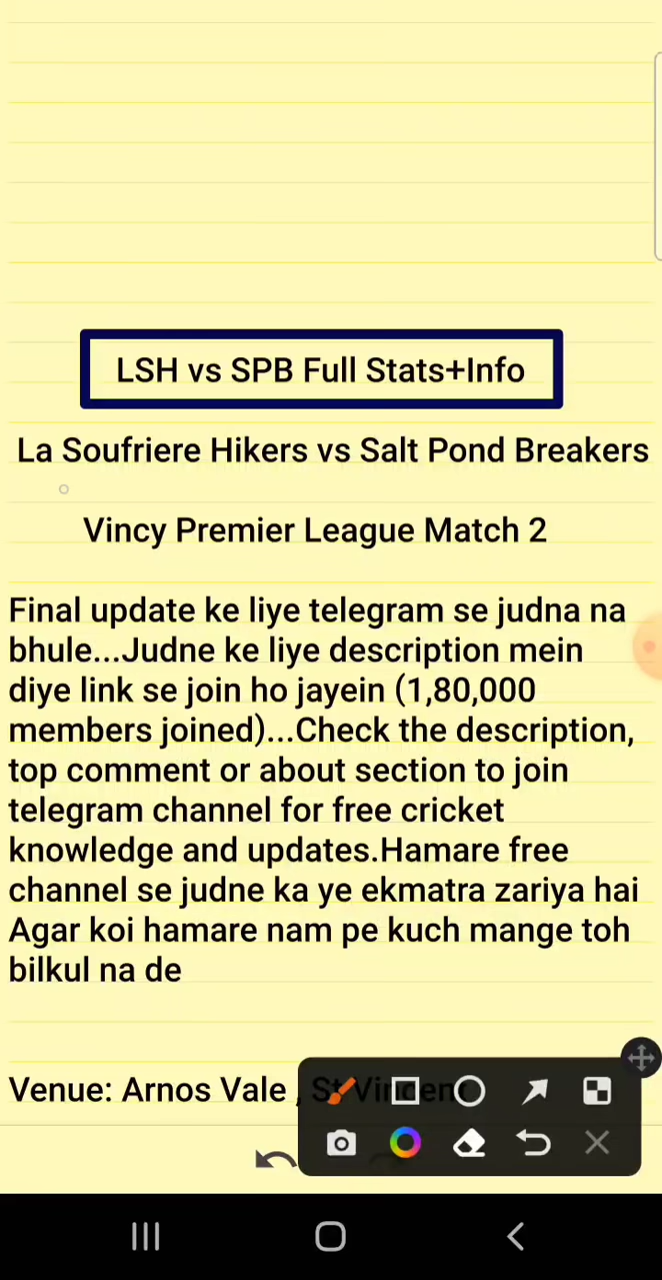 LSH vs SPB Full Stats+Info
La Soufriere Hikers vs Salt Pond Breakers
Vincy Premier League Match 2
Final update ke liye telegram se judna na
bhule...Judne ke liye description mein
diye link se join ho jayein (1,80,000
members joined)...Check the description,
top comment or about section to join
telegram channel for free cricket
knowledge and updates.Hamare free
channel se judne ka ye ekmatra zariya hai
Agar koi hamare nam pe kuch mange toh
bilkul na de
Venue: Arnos Vale , St Vincent